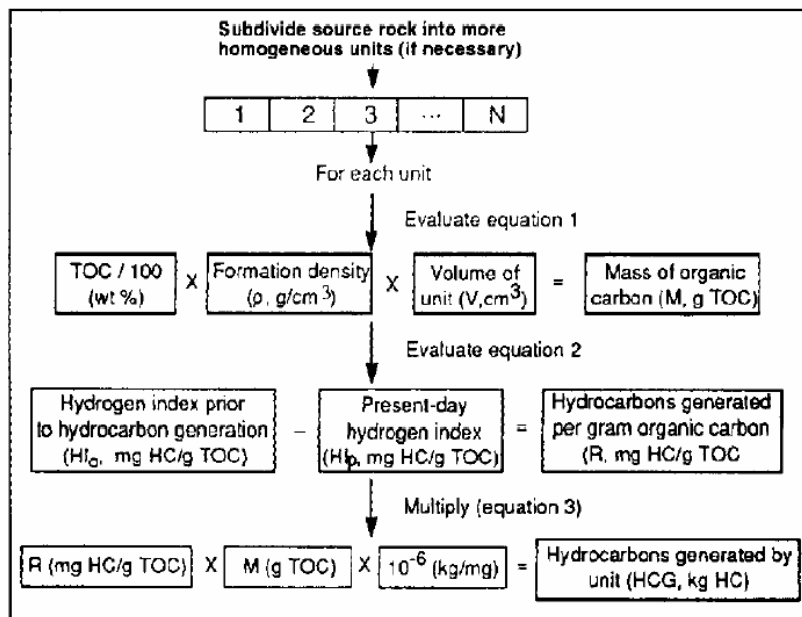 Subdivide source rock into more
homogeneous units (if necessary)
1 2 3 ... N
For each unit
Evaluate equation 1
TOC / 100
(wt %)
X
Formation density
(ρ, g/cm³)
X
Volume of
unit (V,cm³)
=
Mass of organic
carbon (M, g TOC)
Evaluate equation 2
Hydrogen index prior
to hydrocarbon generation
(HIₒ, mg HC/g TOC)
–
Present-day
hydrogen index
(HIₚ, mg HC/g TOC)
=
Hydrocarbons generated
per gram organic carbon
(R, mg HC/g TOC
Multiply (equation 3)
R (mg HC/g TOC) X M (g TOC) X 10⁻⁶ (kg/mg) =
Hydrocarbons generated by
unit (HCG, kg HC)